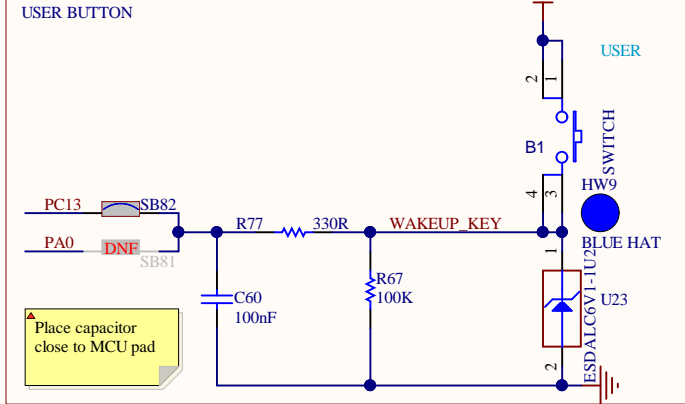 USER BUTTON
USER
2
1
B1
SWITCH
4
3
HW9
BLUE HAT
PC13
SB82
PA0
DNF
SB81
R77
330R
WAKEUP_KEY
R67
100K
C60
100nF
1
ESDALC6V1-1U2
U23
2
Place capacitor
close to MCU pad